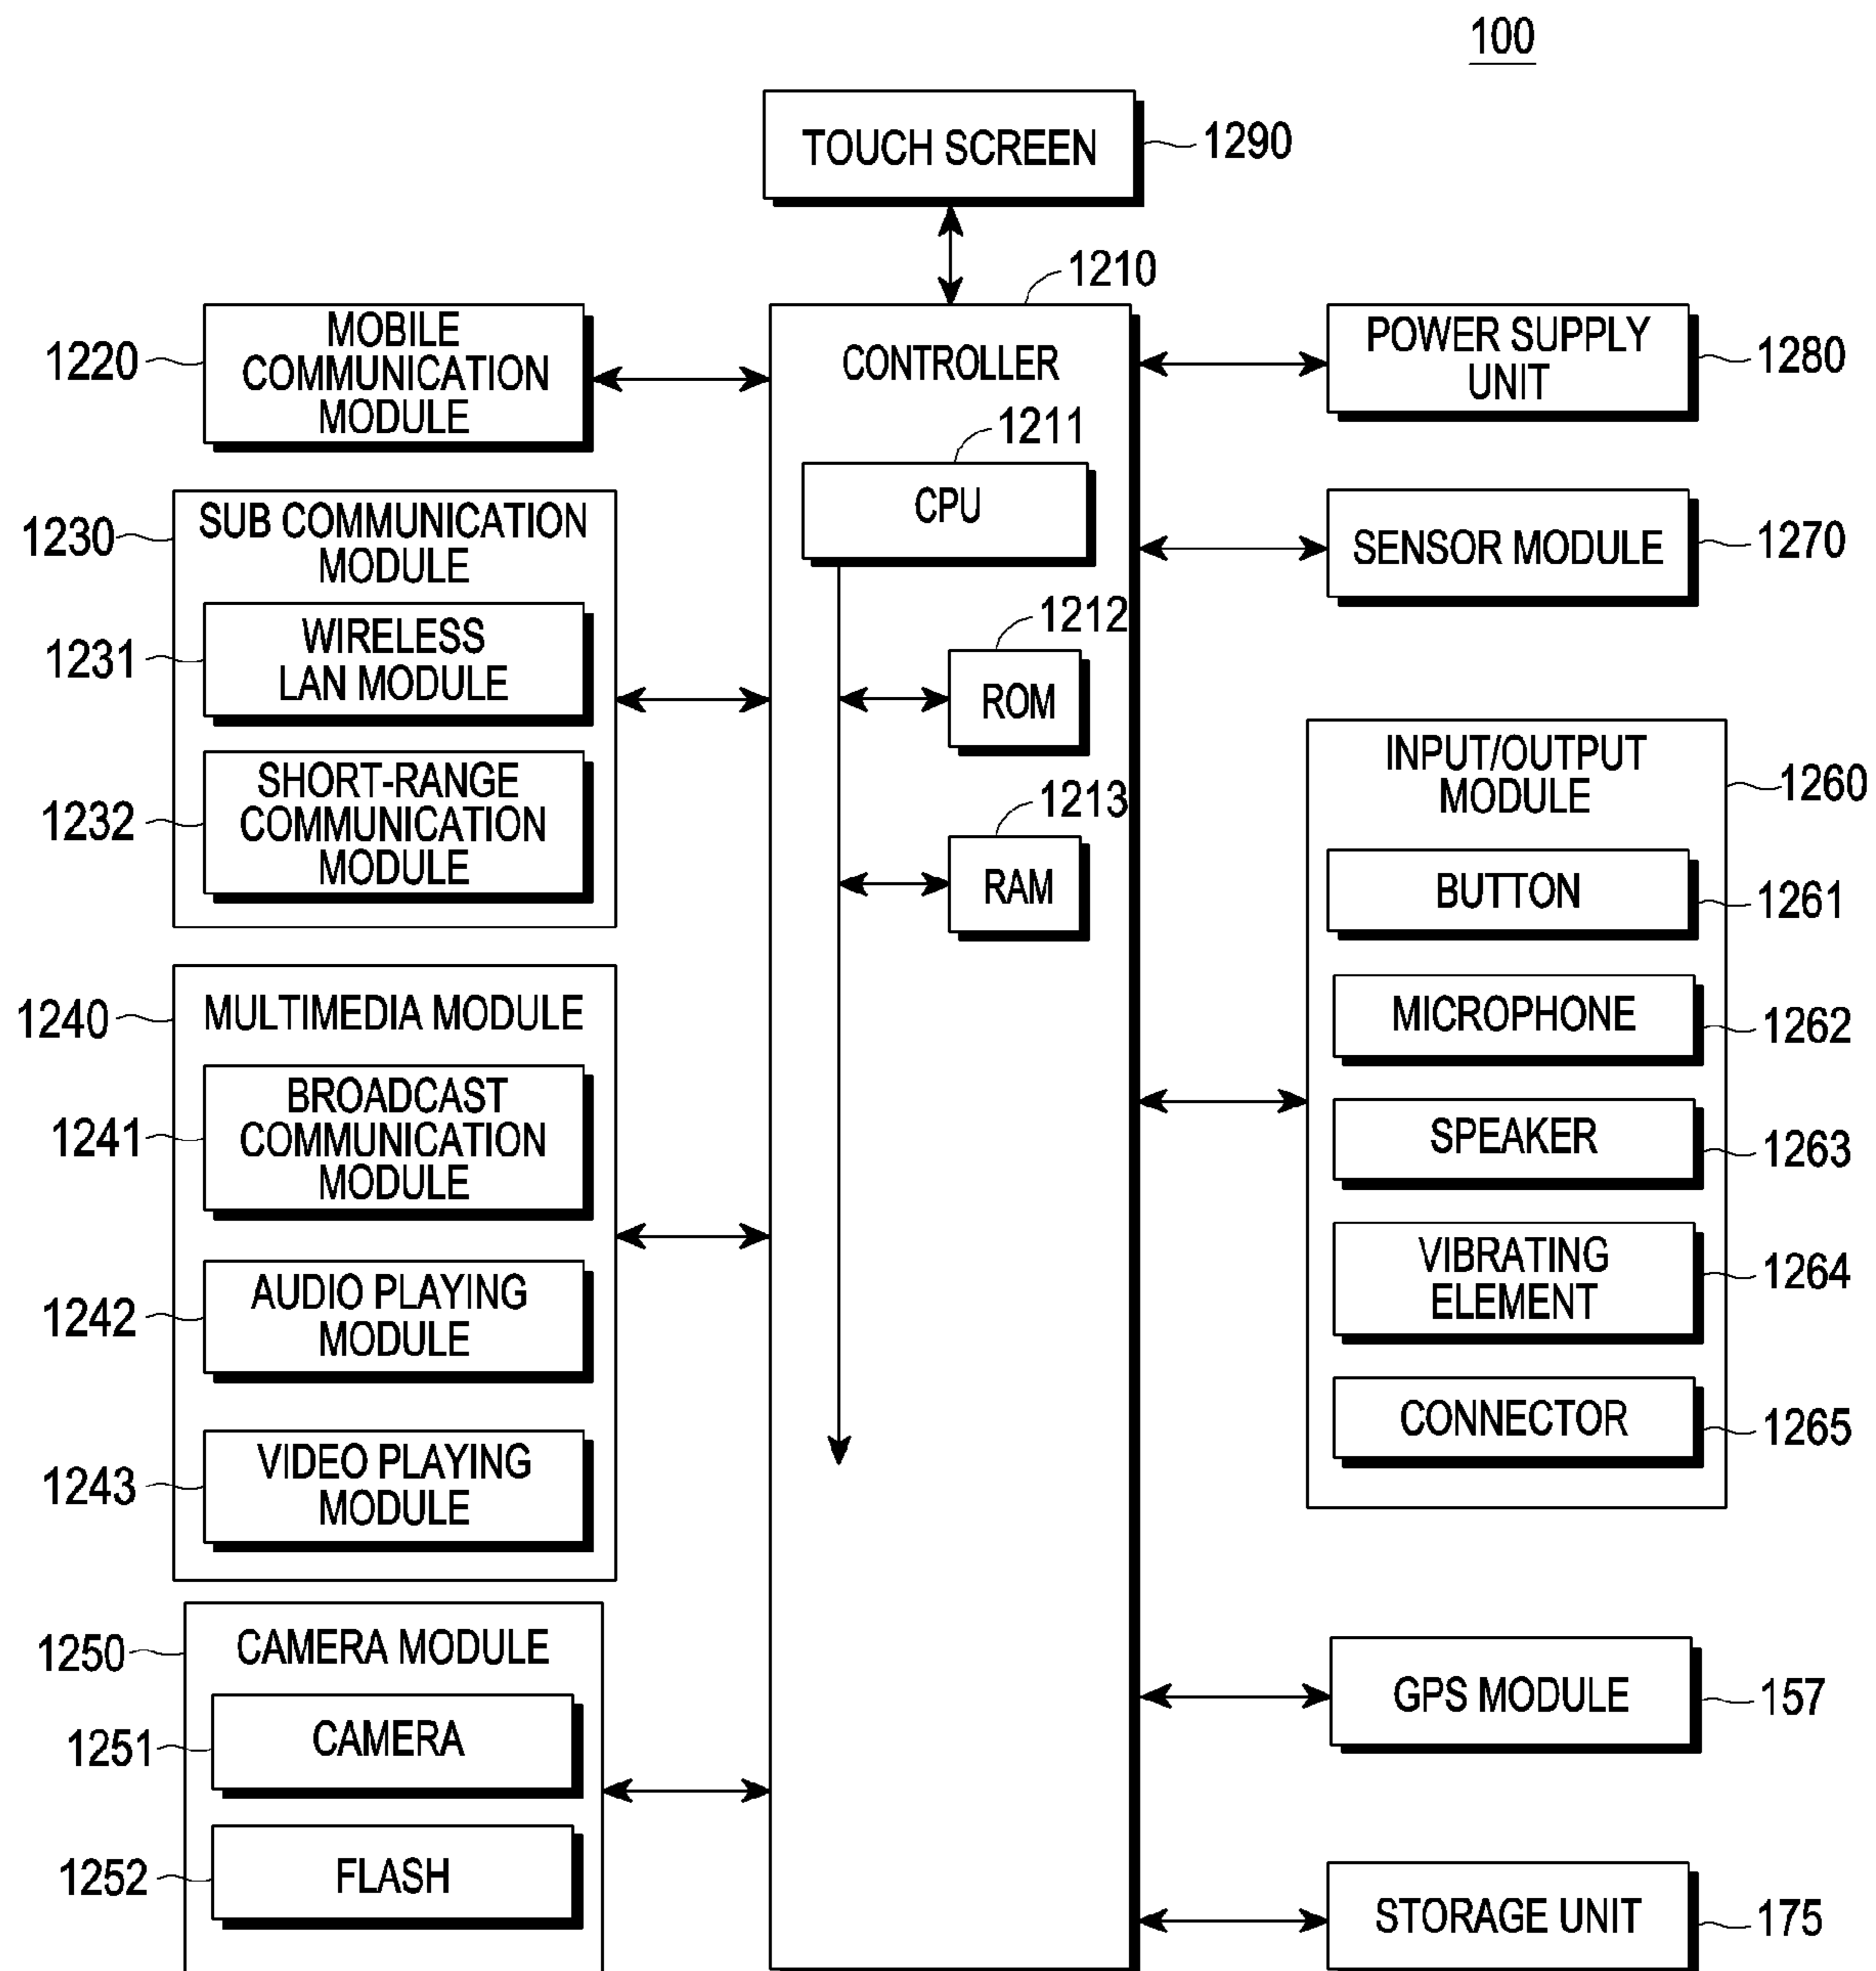 100
TOUCH SCREEN
1290
1210
CONTROLLER
1211
CPU
1212
ROM
1213
RAM
1220
MOBILE
COMMUNICATION
MODULE
1230
SUB COMMUNICATION
MODULE
1231
WIRELESS
LAN MODULE
1232
SHORT-RANGE
COMMUNICATION
MODULE
1240
MULTIMEDIA MODULE
1241
BROADCAST
COMMUNICATION
MODULE
1242
AUDIO PLAYING
MODULE
1243
VIDEO PLAYING
MODULE
1250
CAMERA MODULE
1251
CAMERA
1252
FLASH
POWER SUPPLY
UNIT
1280
SENSOR MODULE
1270
INPUT/OUTPUT
MODULE
1260
BUTTON
1261
MICROPHONE
1262
SPEAKER
1263
VIBRATING
ELEMENT
1264
CONNECTOR
1265
GPS MODULE
157
STORAGE UNIT
175